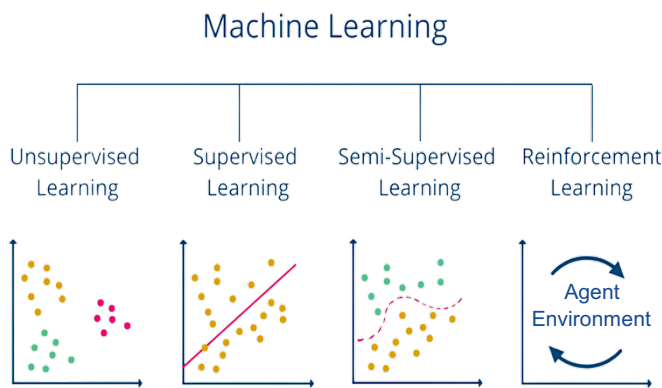 Machine Learning
Unsupervised
Learning
Supervised
Learning
Semi-Supervised
Learning
Reinforcement
Learning
Agent
Environment